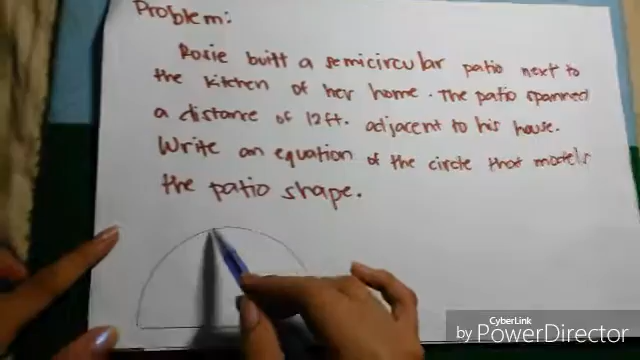 Problem:
Rosie built a semicircular patio next to
the kitchen of her home. The patio spanned
a distance of 12ft. adjacent to his house.
Write an equation of the circle that models
the patio shape.
CyberLink
by PowerDirector